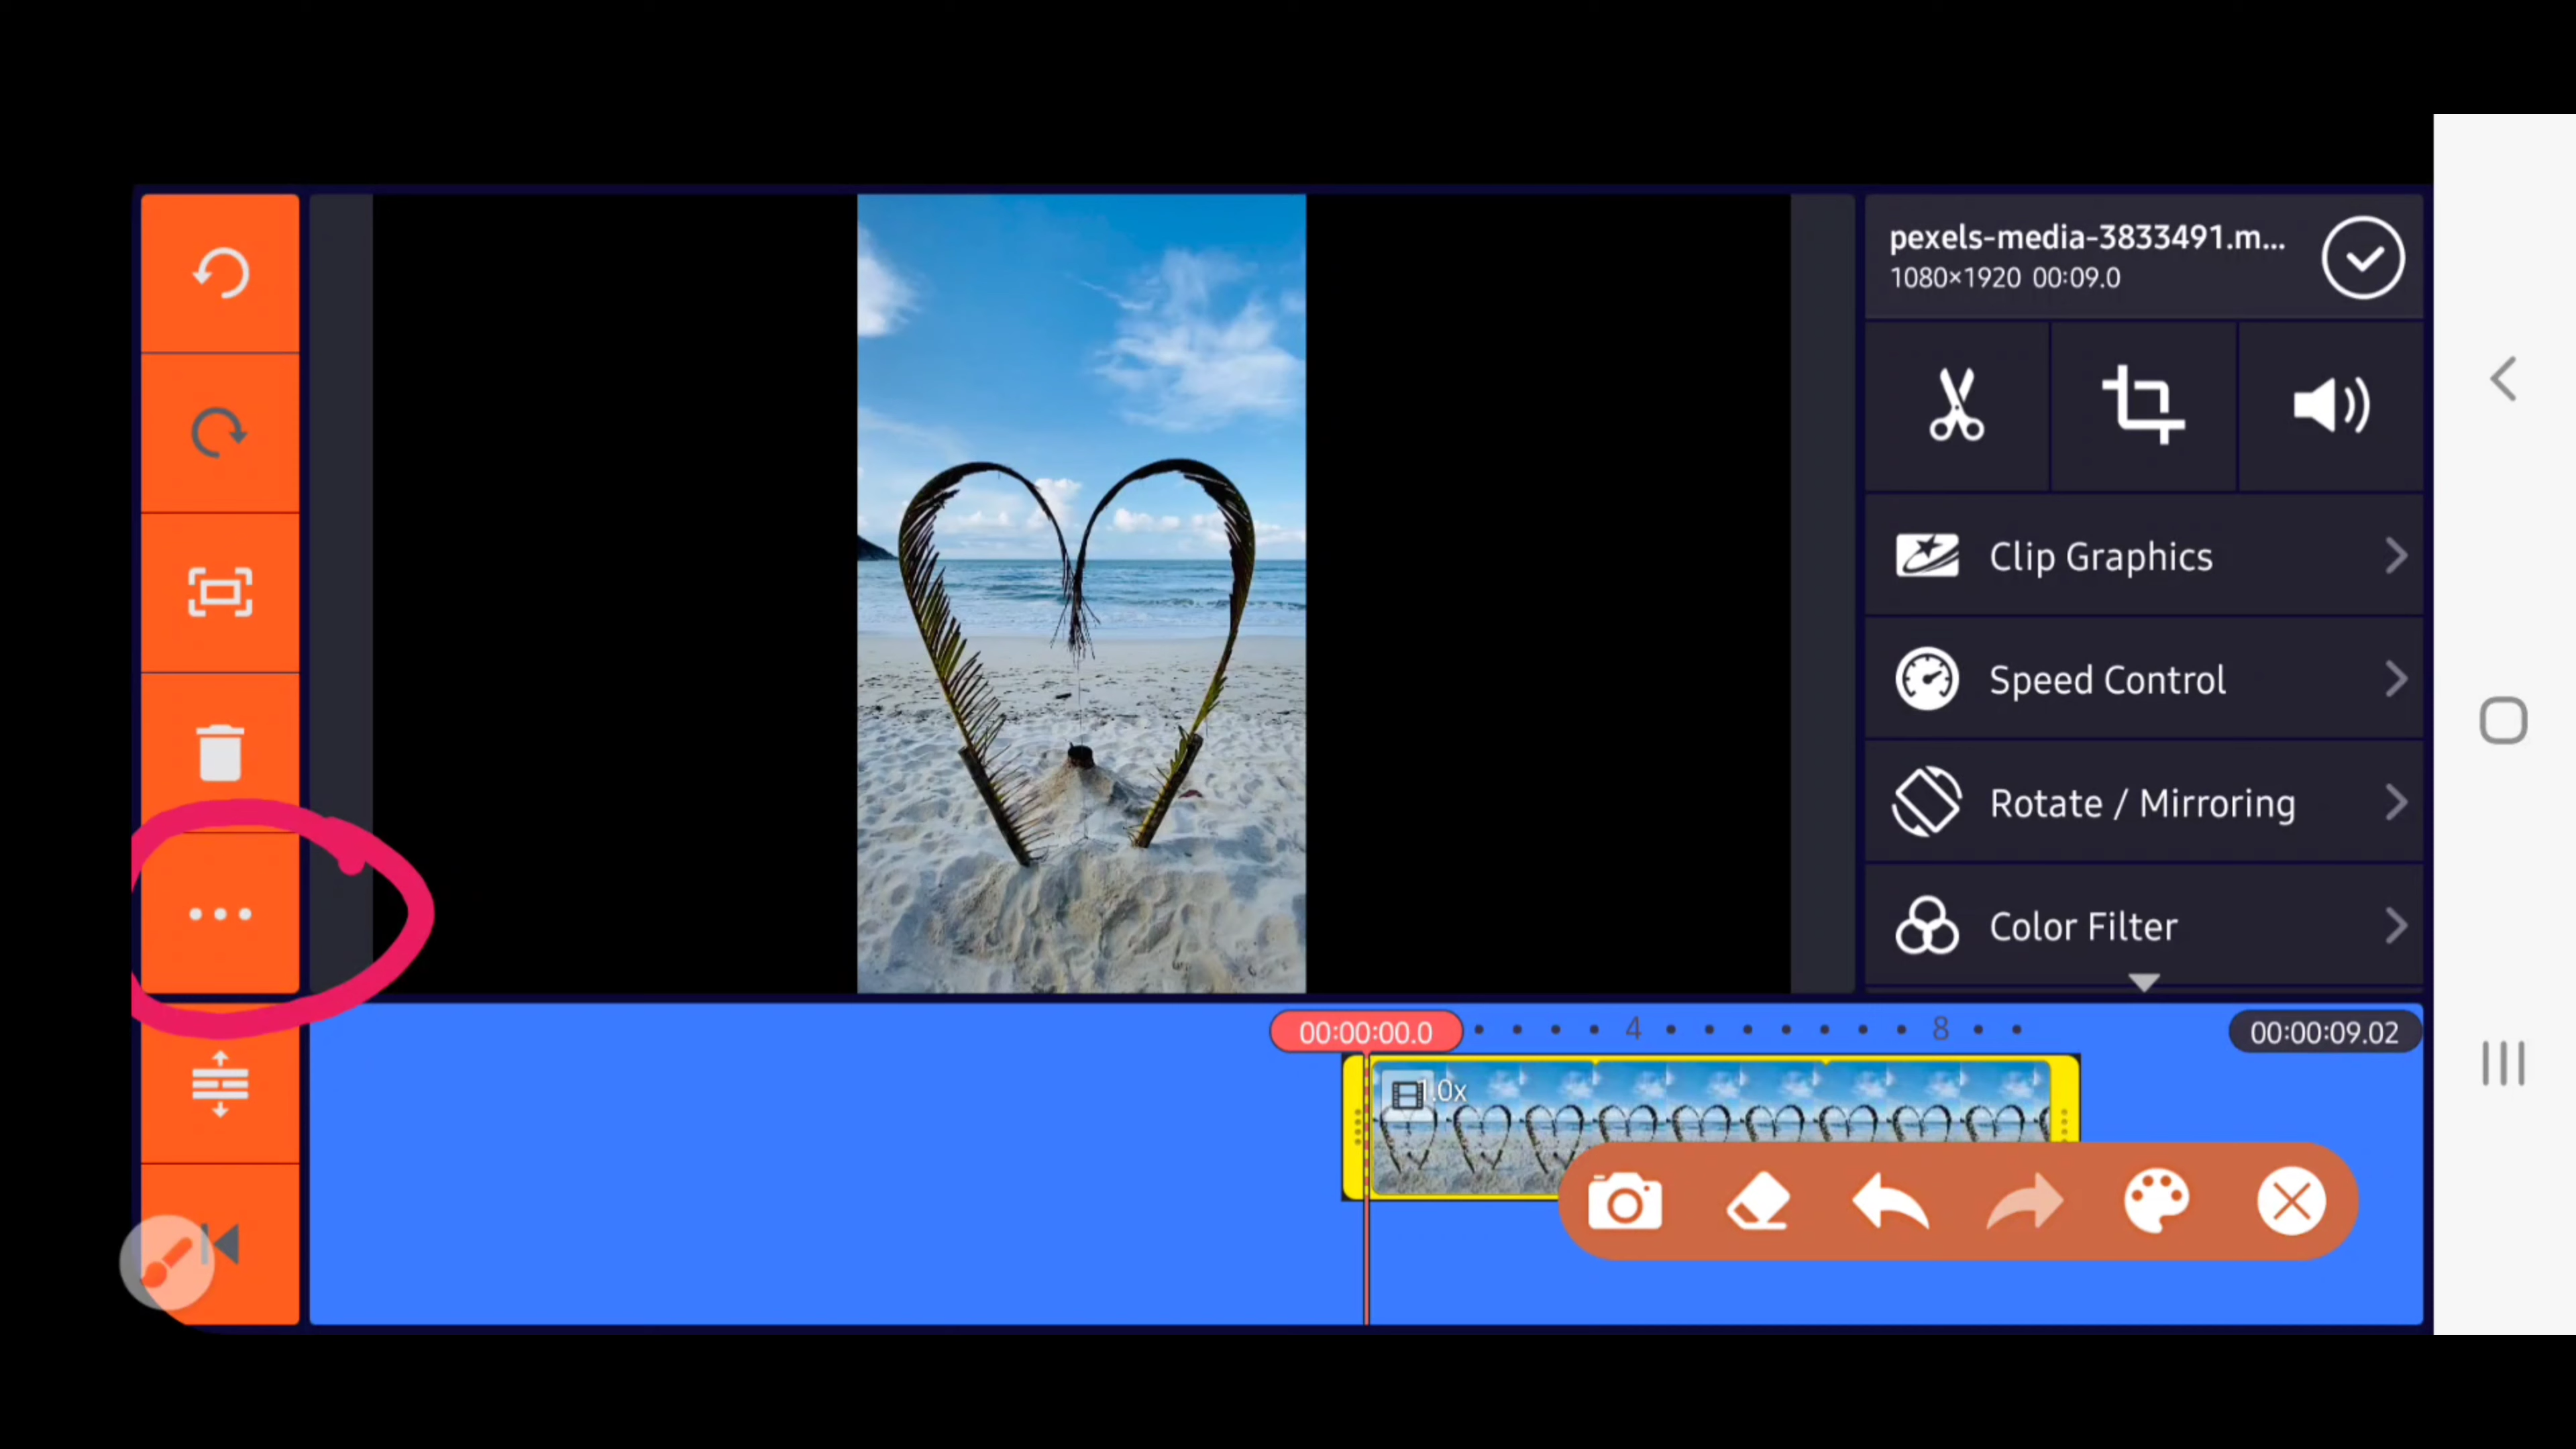 pexels-media-3833491.m...
1080×1920 00:09.0
Clip Graphics
Speed Control
Rotate / Mirroring
Color Filter
00:00:00.0
4
8
00:00:09.02
1.0x